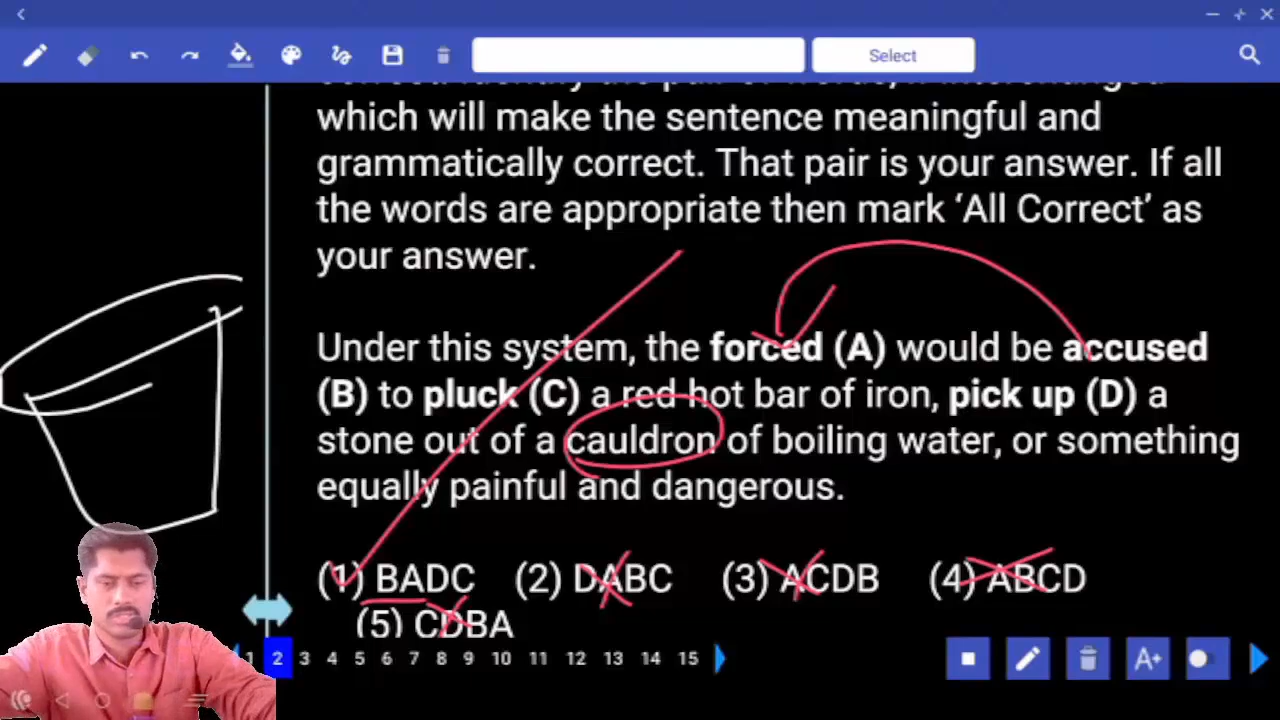 Select
which will make the sentence meaningful and
grammatically correct. That pair is your answer. If all
the words are appropriate then mark ‘All Correct’ as
your answer.
Under this system, the forced (A) would be accused
(B) to pluck (C) a red hot bar of iron, pick up (D) a
stone out of a cauldron of boiling water, or something
equally painful and dangerous.
(1) BADC (2) DABC (3) ACDB (4) ABCD
(5) CDBA
1 2 3 4 5 6 7 8 9 10 11 12 13 14 15
A+